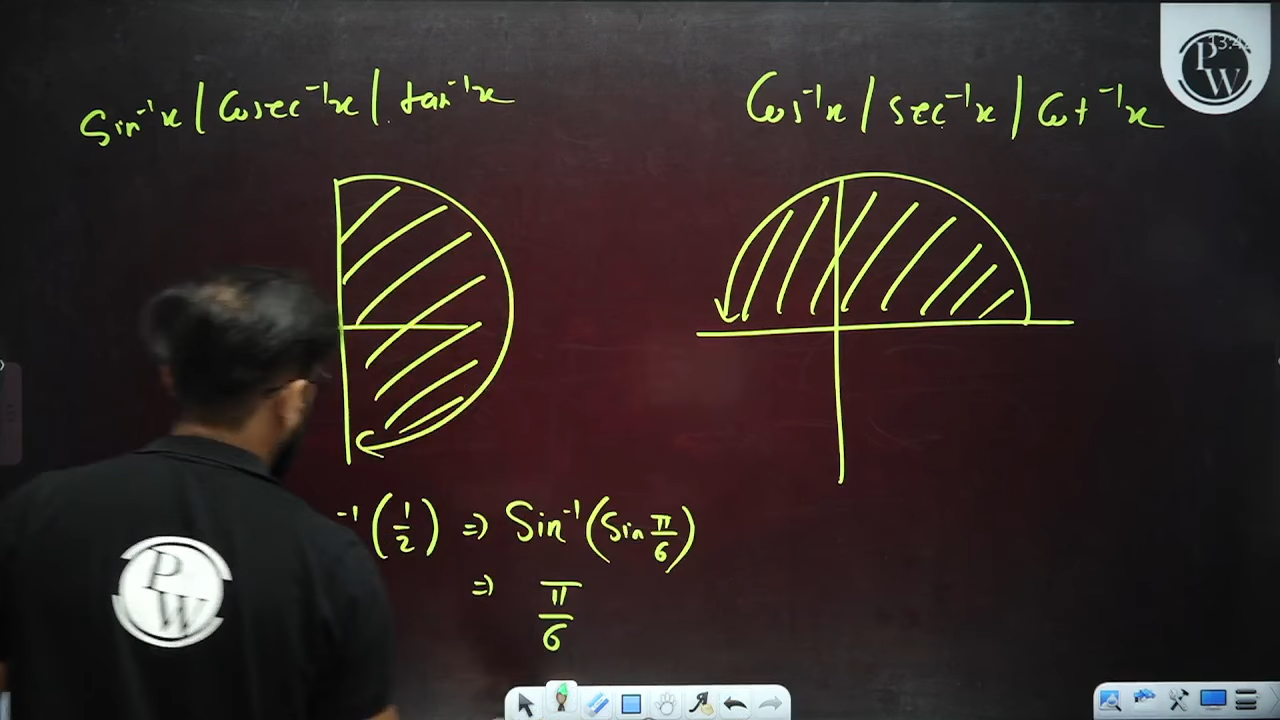 Sin⁻¹x / Cosec⁻¹x / tan⁻¹x
Cos⁻¹x / sec⁻¹x / Cot⁻¹x
⁻¹(1/2) ⇒ Sin⁻¹(Sin π/6)
⇒ π/6
PW
PW